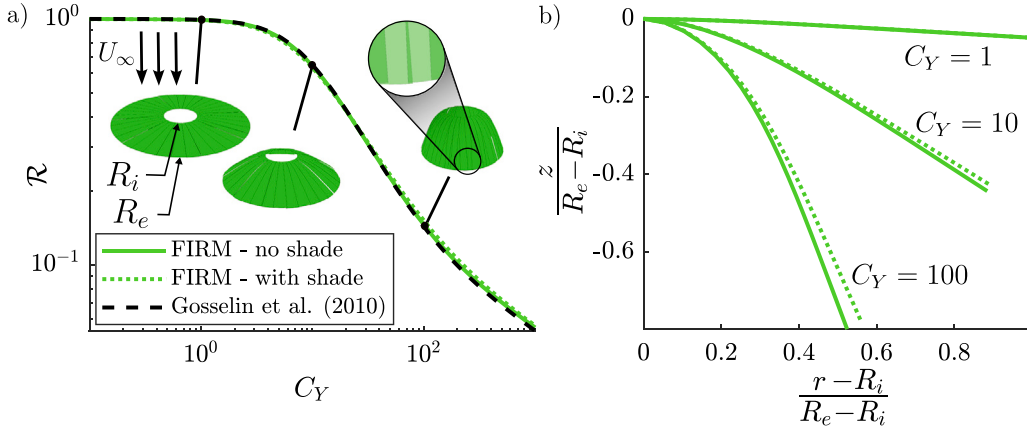 a)
10^0
U_∞
R_i
R_e
10^-1
R
FIRM - no shade
FIRM - with shade
Gosselin et al. (2010)
10^0
10^2
C_Y
b)
0
-0.2
-0.4
-0.6
z
R_e−R_i
C_Y = 1
C_Y = 10
C_Y = 100
0
0.2
0.4
0.6
0.8
r−R_i
R_e−R_i